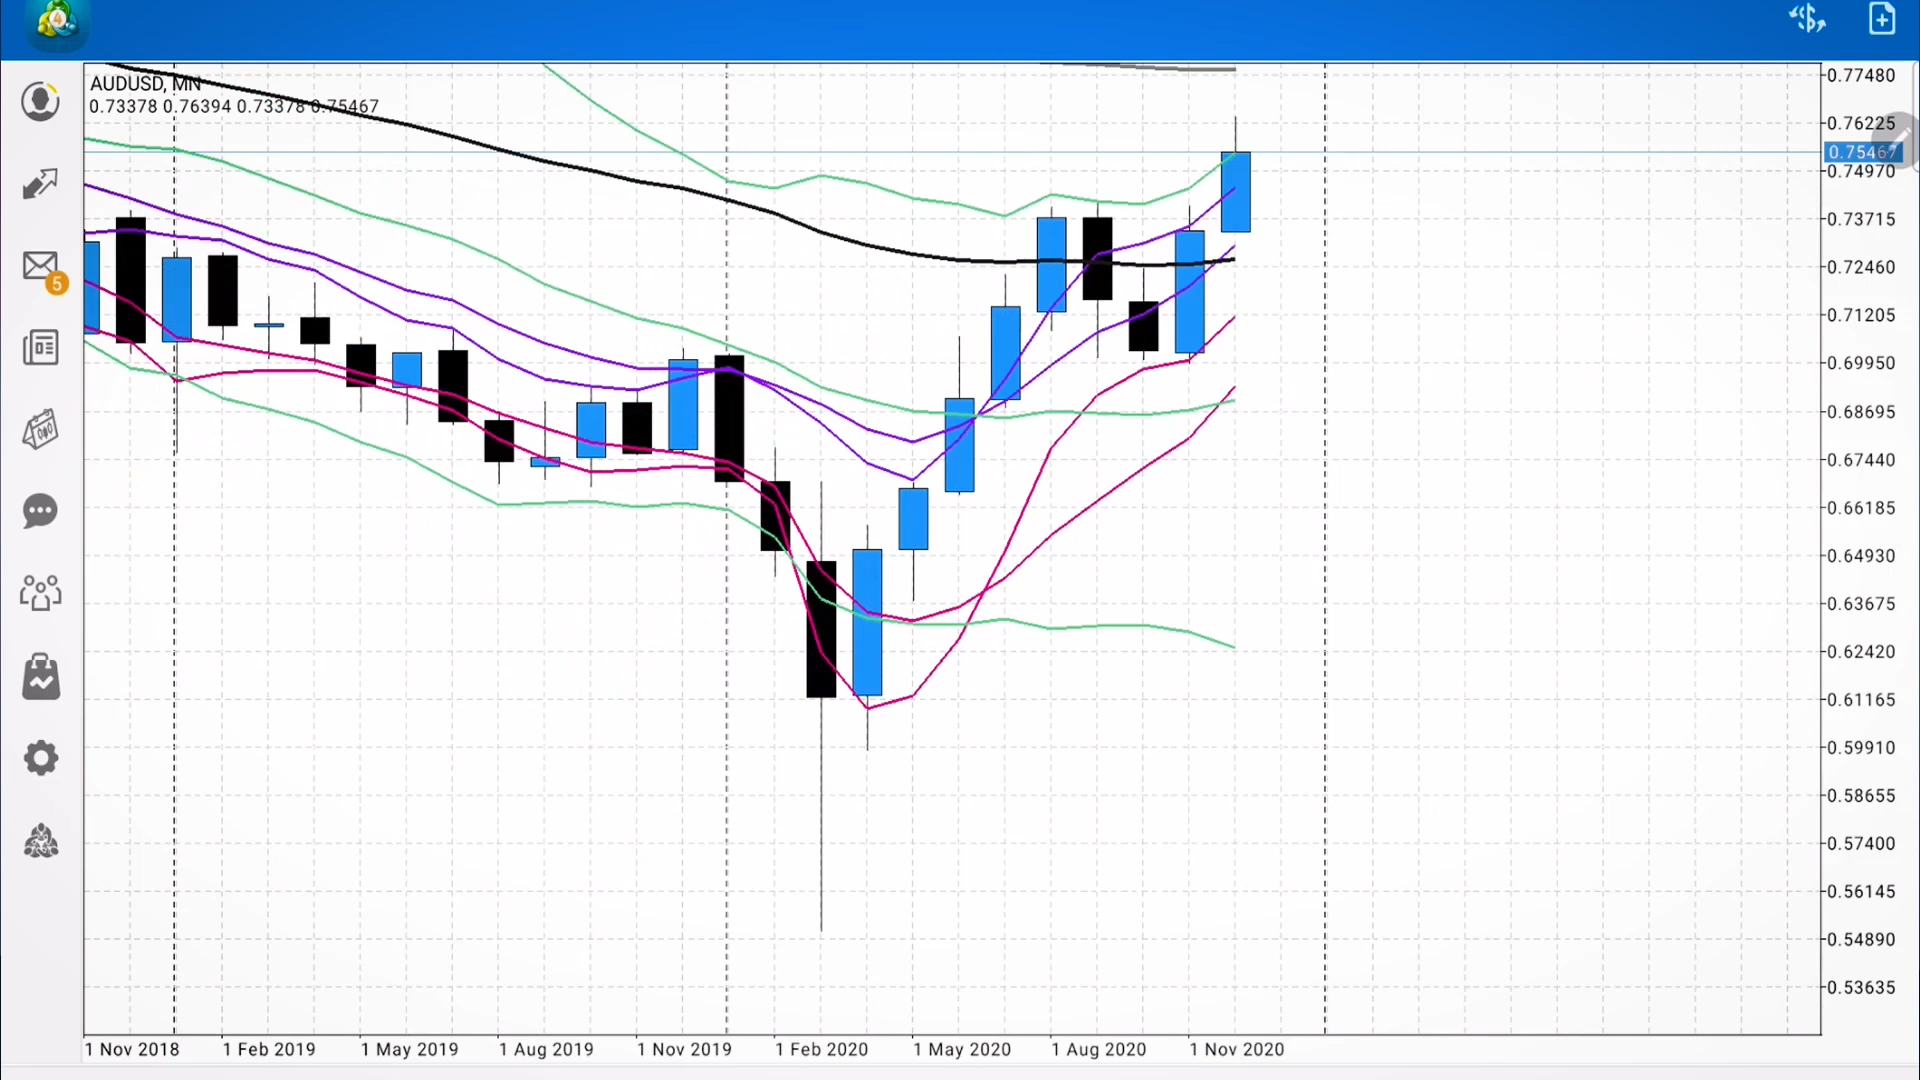 4
AUDUSD, MN
0.73378 0.76394 0.73378 0.75467
5
0.77480
0.76225
0.75467
0.74970
0.73715
0.72460
0.71205
0.69950
0.68695
0.67440
0.66185
0.64930
0.63675
0.62420
0.61165
0.59910
0.58655
0.57400
0.56145
0.54890
0.53635
1 Nov 2018
1 Feb 2019
1 May 2019
1 Aug 2019
1 Nov 2019
1 Feb 2020
1 May 2020
1 Aug 2020
1 Nov 2020